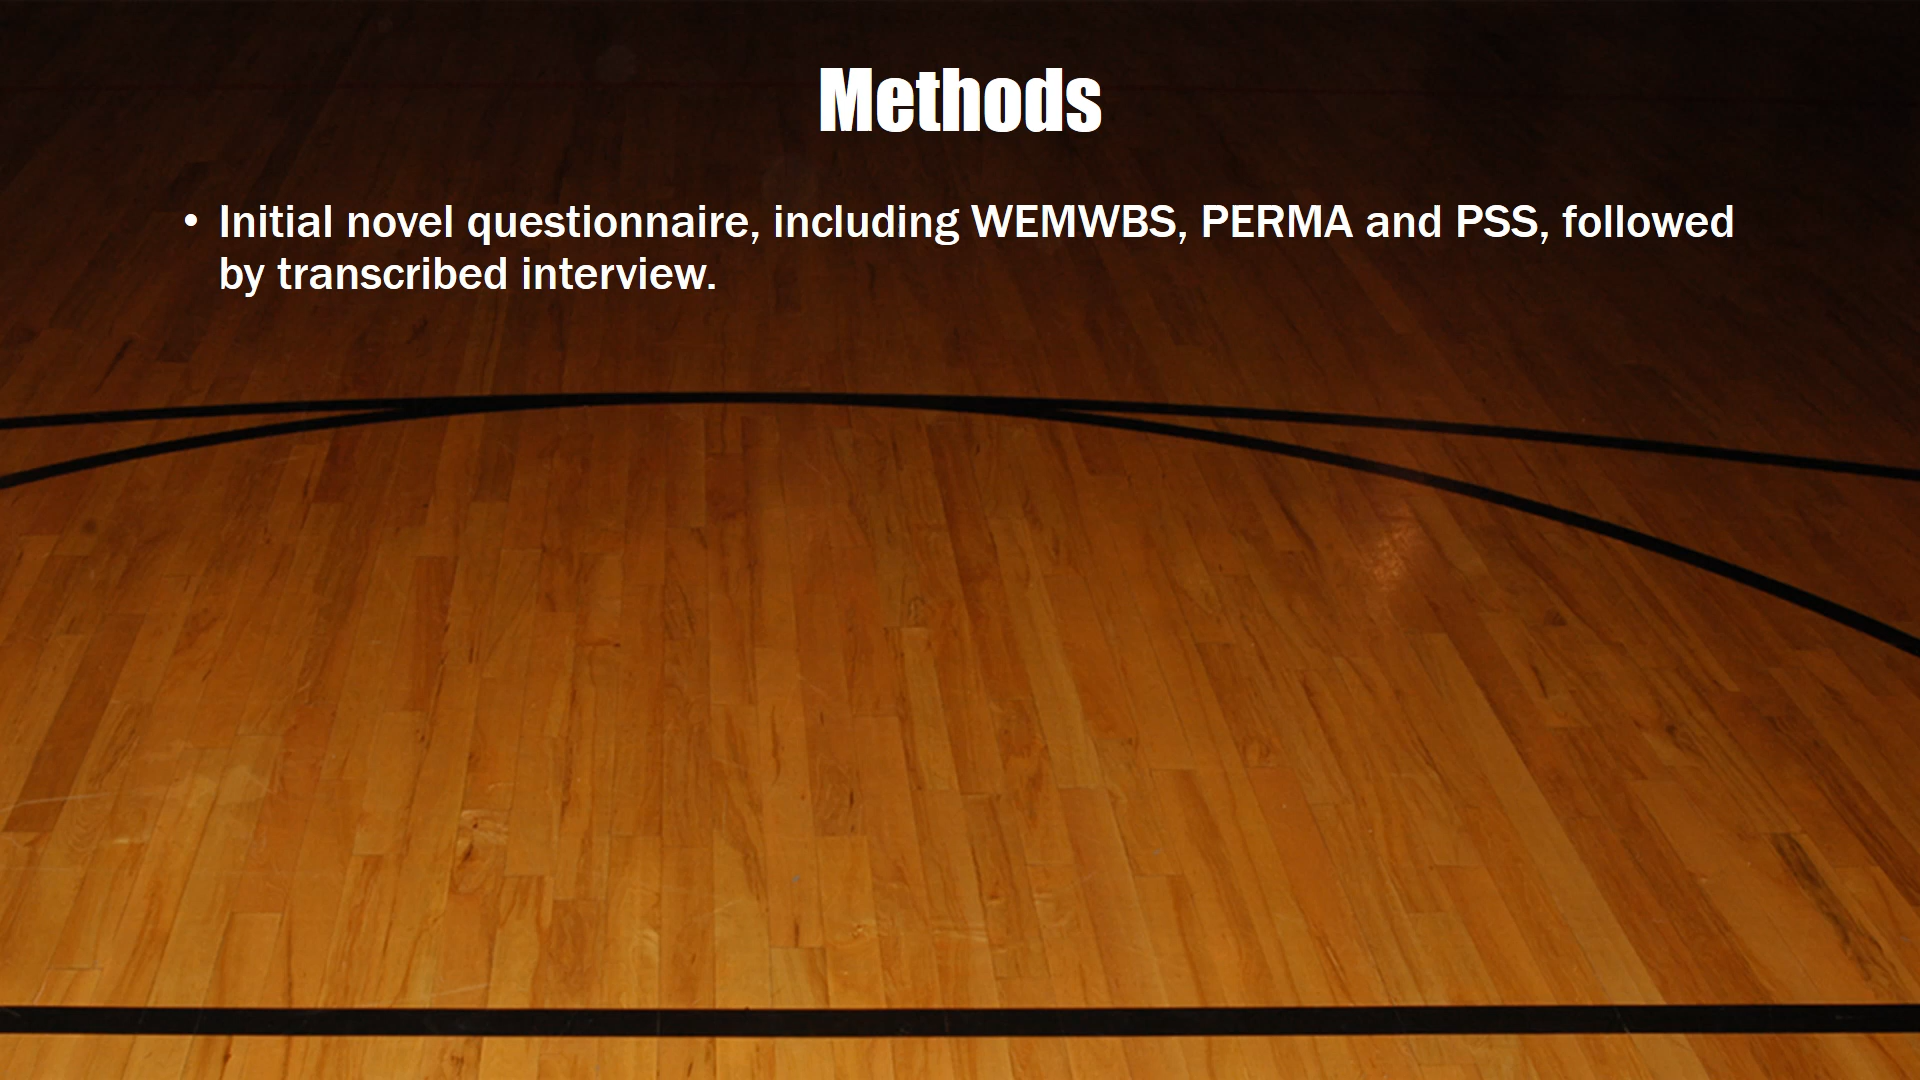 Methods
• Initial novel questionnaire, including WEMWBS, PERMA and PSS, followed
by transcribed interview.